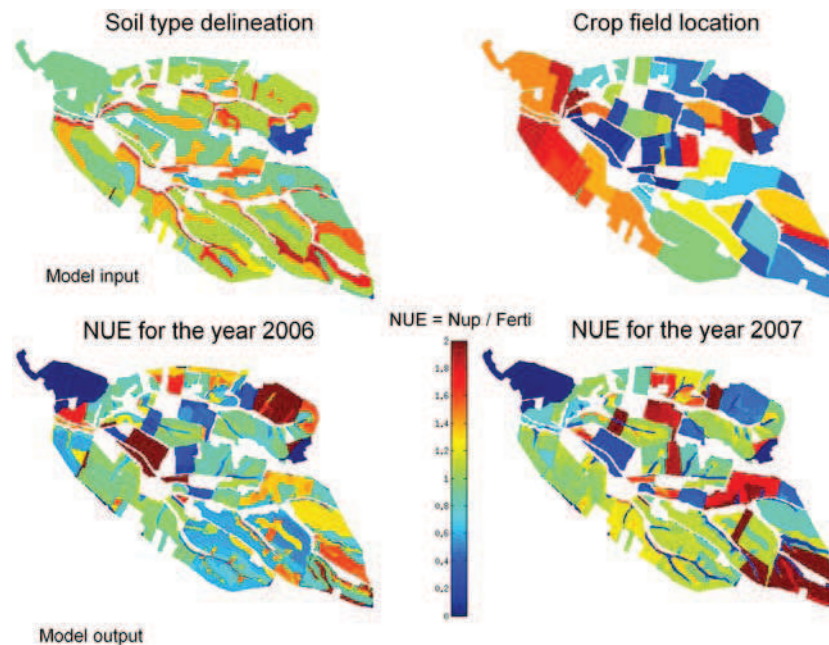 Soil type delineation
Crop field location
Model input
NUE for the year 2006
NUE = Nup / Ferti
NUE for the year 2007
2
1.8
1.6
1.4
1.2
1
0.8
0.6
0.4
0.2
0
Model output